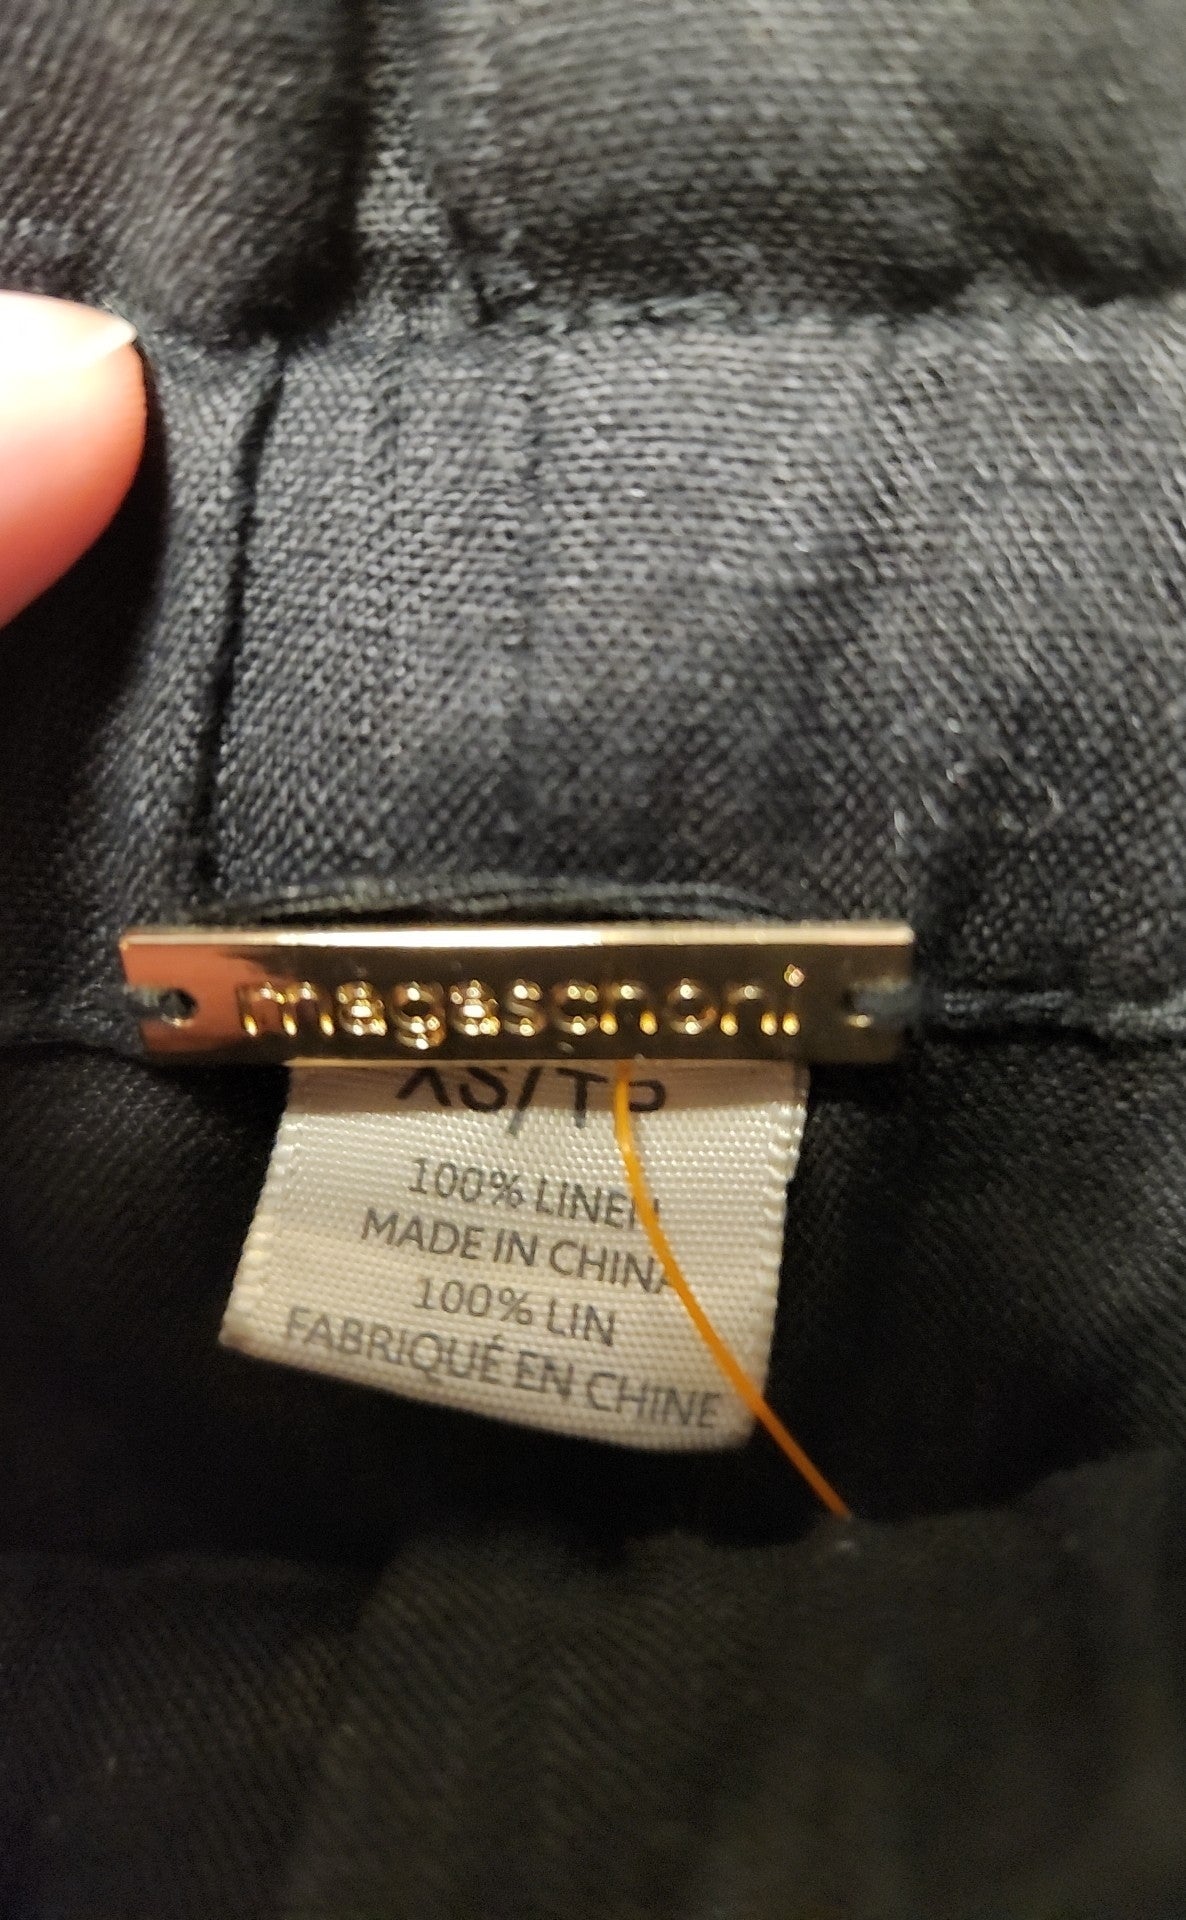 magaschoni
XS/TP
100% LINEN
MADE IN CHINA
100% LIN
FABRIQUÉ EN CHINE